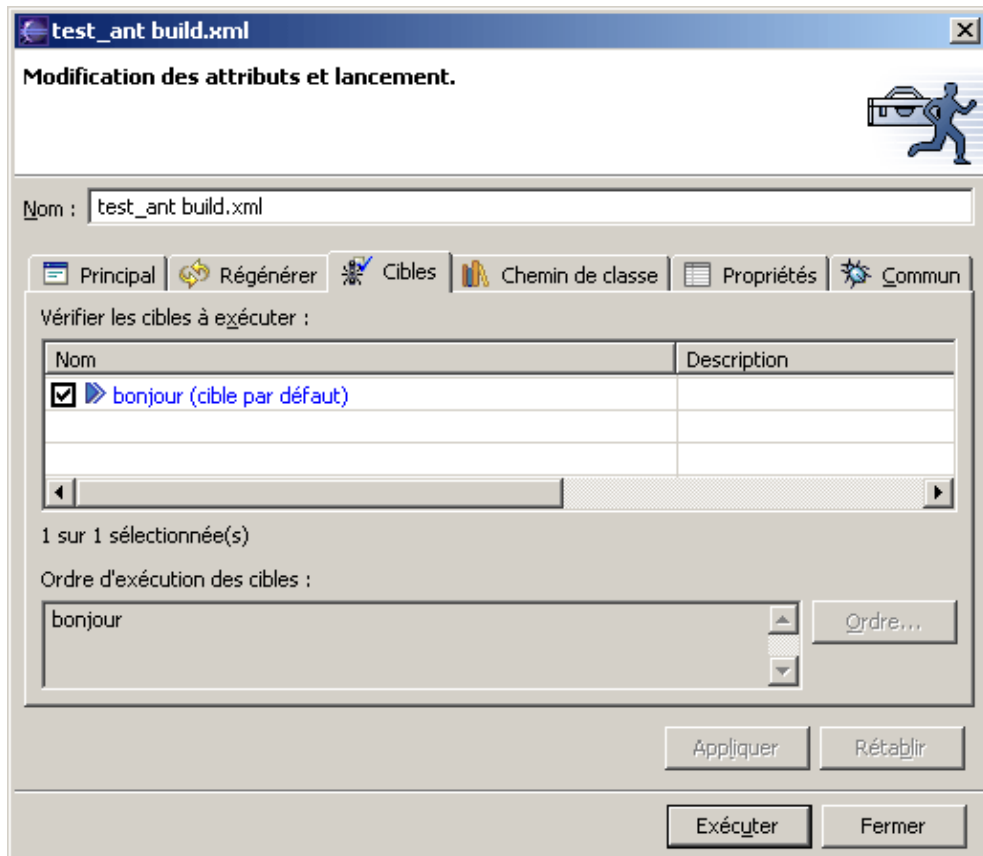 test_ant build.xml
Modification des attributs et lancement.
Nom : test_ant build.xml
Principal Régénérer Cibles Chemin de classe Propriétés Commun
Vérifier les cibles à exécuter :
Nom Description
bonjour (cible par défaut)
1 sur 1 sélectionnée(s)
Ordre d'exécution des cibles :
bonjour Ordre...
Appliquer Rétablir
Exécuter Fermer